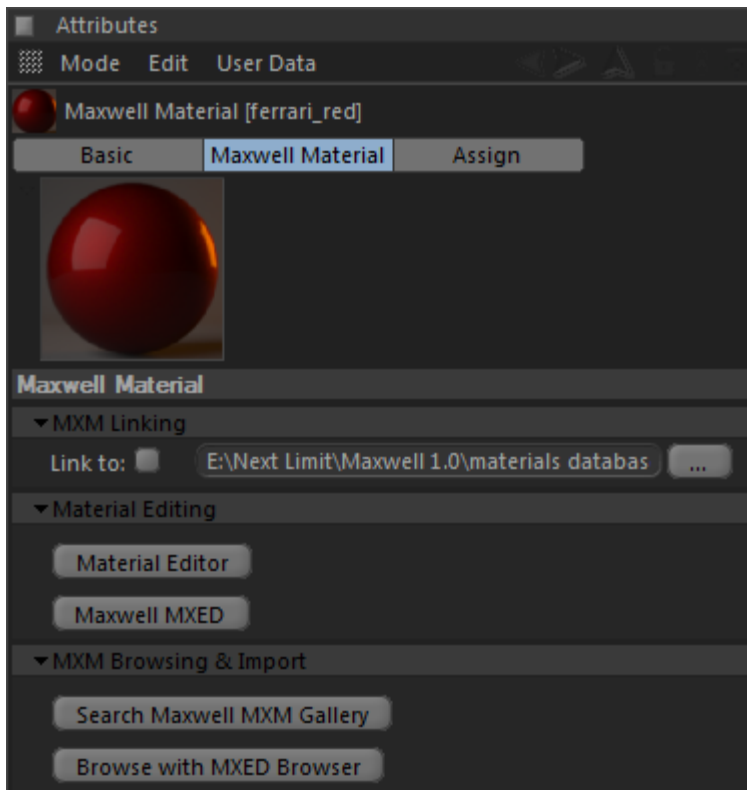 Attributes
Mode Edit User Data
Maxwell Material [ferrari_red]
Basic Maxwell Material Assign
Maxwell Material
MXM Linking
Link to: E:\Next Limit\Maxwell 1.0\materials databas ...
Material Editing
Material Editor
Maxwell MXED
MXM Browsing & Import
Search Maxwell MXM Gallery
Browse with MXED Browser